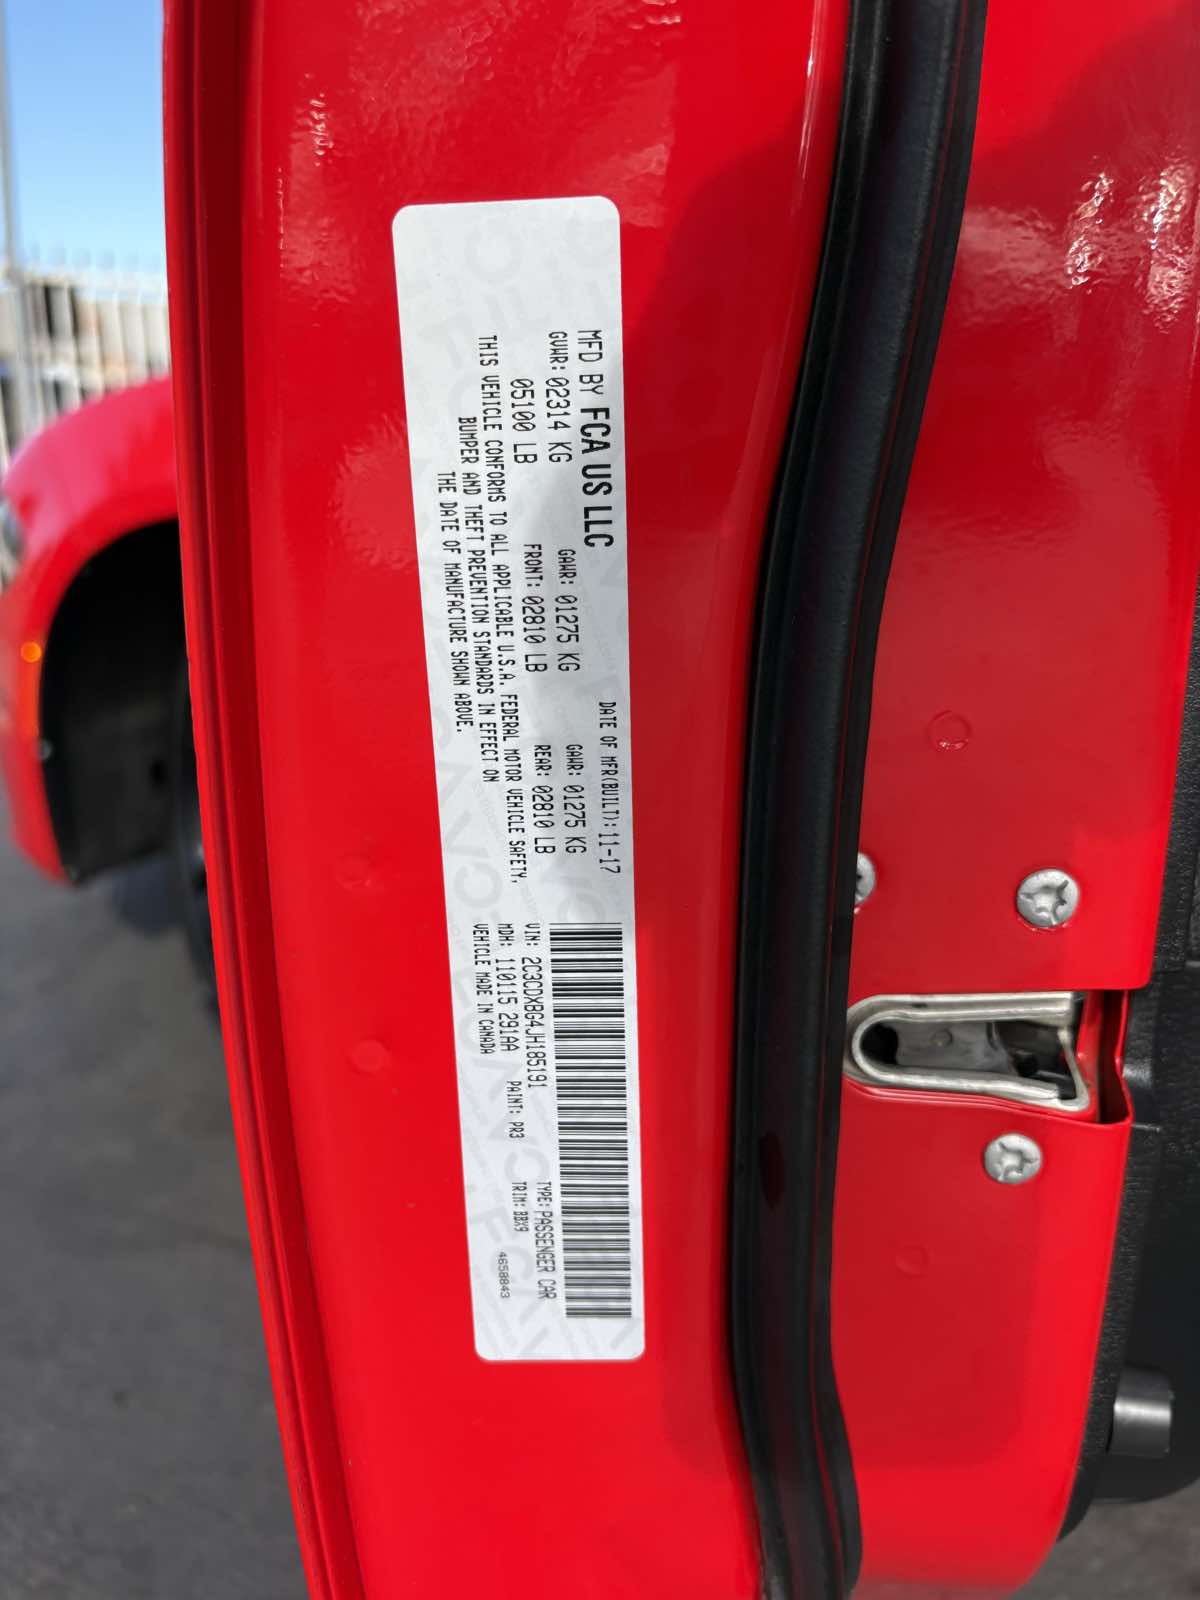 MFD BY FCA US LLC
DATE OF MFR(BUILT): 11-17
GVWR: 02314 KG
GAWR: 01275 KG
GAWR: 01275 KG
05100 LB
FRONT: 02810 LB
REAR: 02810 LB
THIS VEHICLE CONFORMS TO ALL APPLICABLE U.S.A. FEDERAL MOTOR VEHICLE SAFETY,
BUMPER AND THEFT PREVENTION STANDARDS IN EFFECT ON
THE DATE OF MANUFACTURE SHOWN ABOVE.
VIN: 2C3CDXBG4JH185191
TYPE: PASSENGER CAR
MDH: 110115 291AA
PAINT: PR3
TRIM: BBX9
VEHICLE MADE IN CANADA
4658843